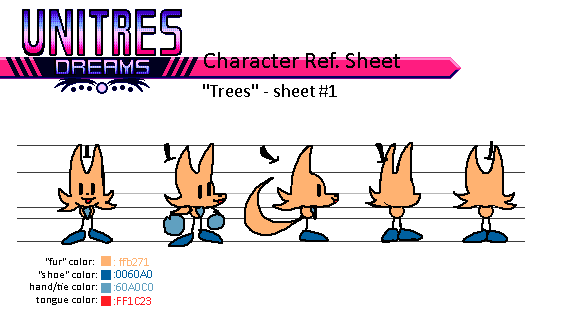 UNITRES
DREAMS
Character Ref. Sheet
"Trees" - sheet #1
"fur" color: : ffb271
"shoe" color: :0060A0
hand/tie color: :60A0C0
tongue color: :FF1C23